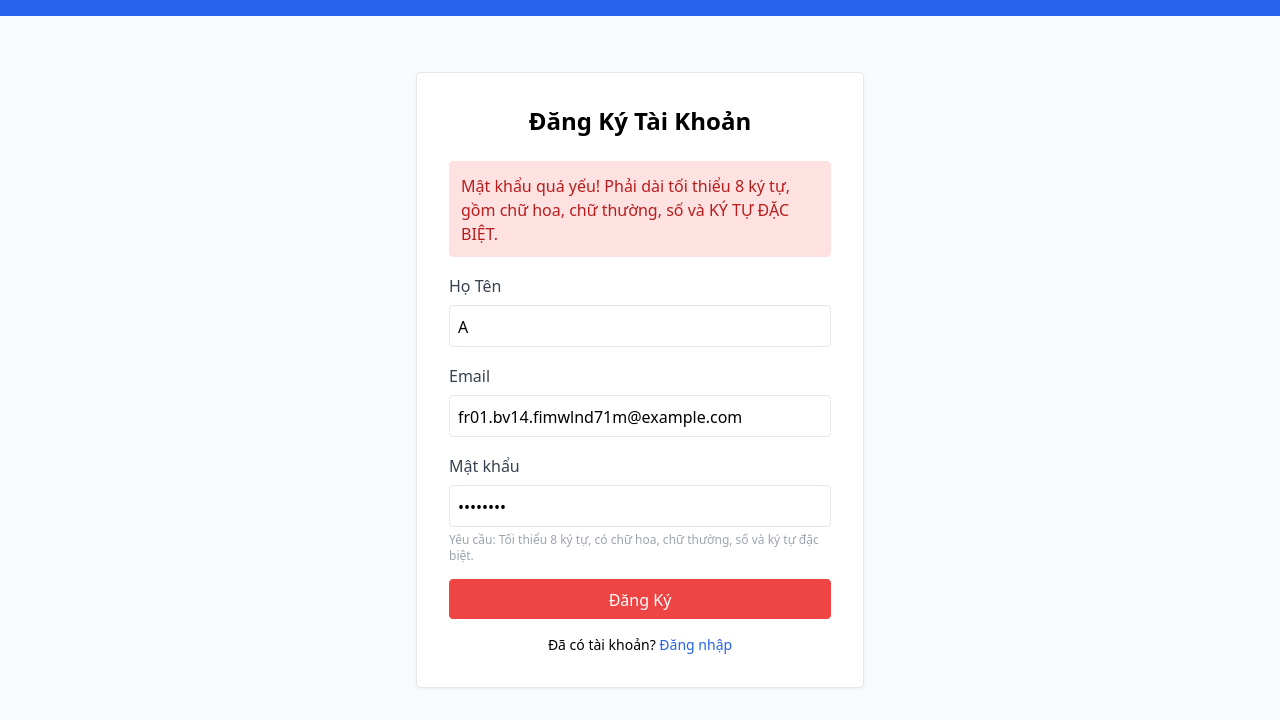 Đăng Ký Tài Khoản
Mật khẩu quá yếu! Phải dài tối thiểu 8 ký tự,
gồm chữ hoa, chữ thường, số và KÝ TỰ ĐẶC
BIỆT.
Họ Tên
A
Email
fr01.bv14.fimwlnd71m@example.com
Mật khẩu
••••••••
Yêu cầu: Tối thiểu 8 ký tự, có chữ hoa, chữ thường, số và ký tự đặc
biệt.
Đăng Ký
Đã có tài khoản? Đăng nhập